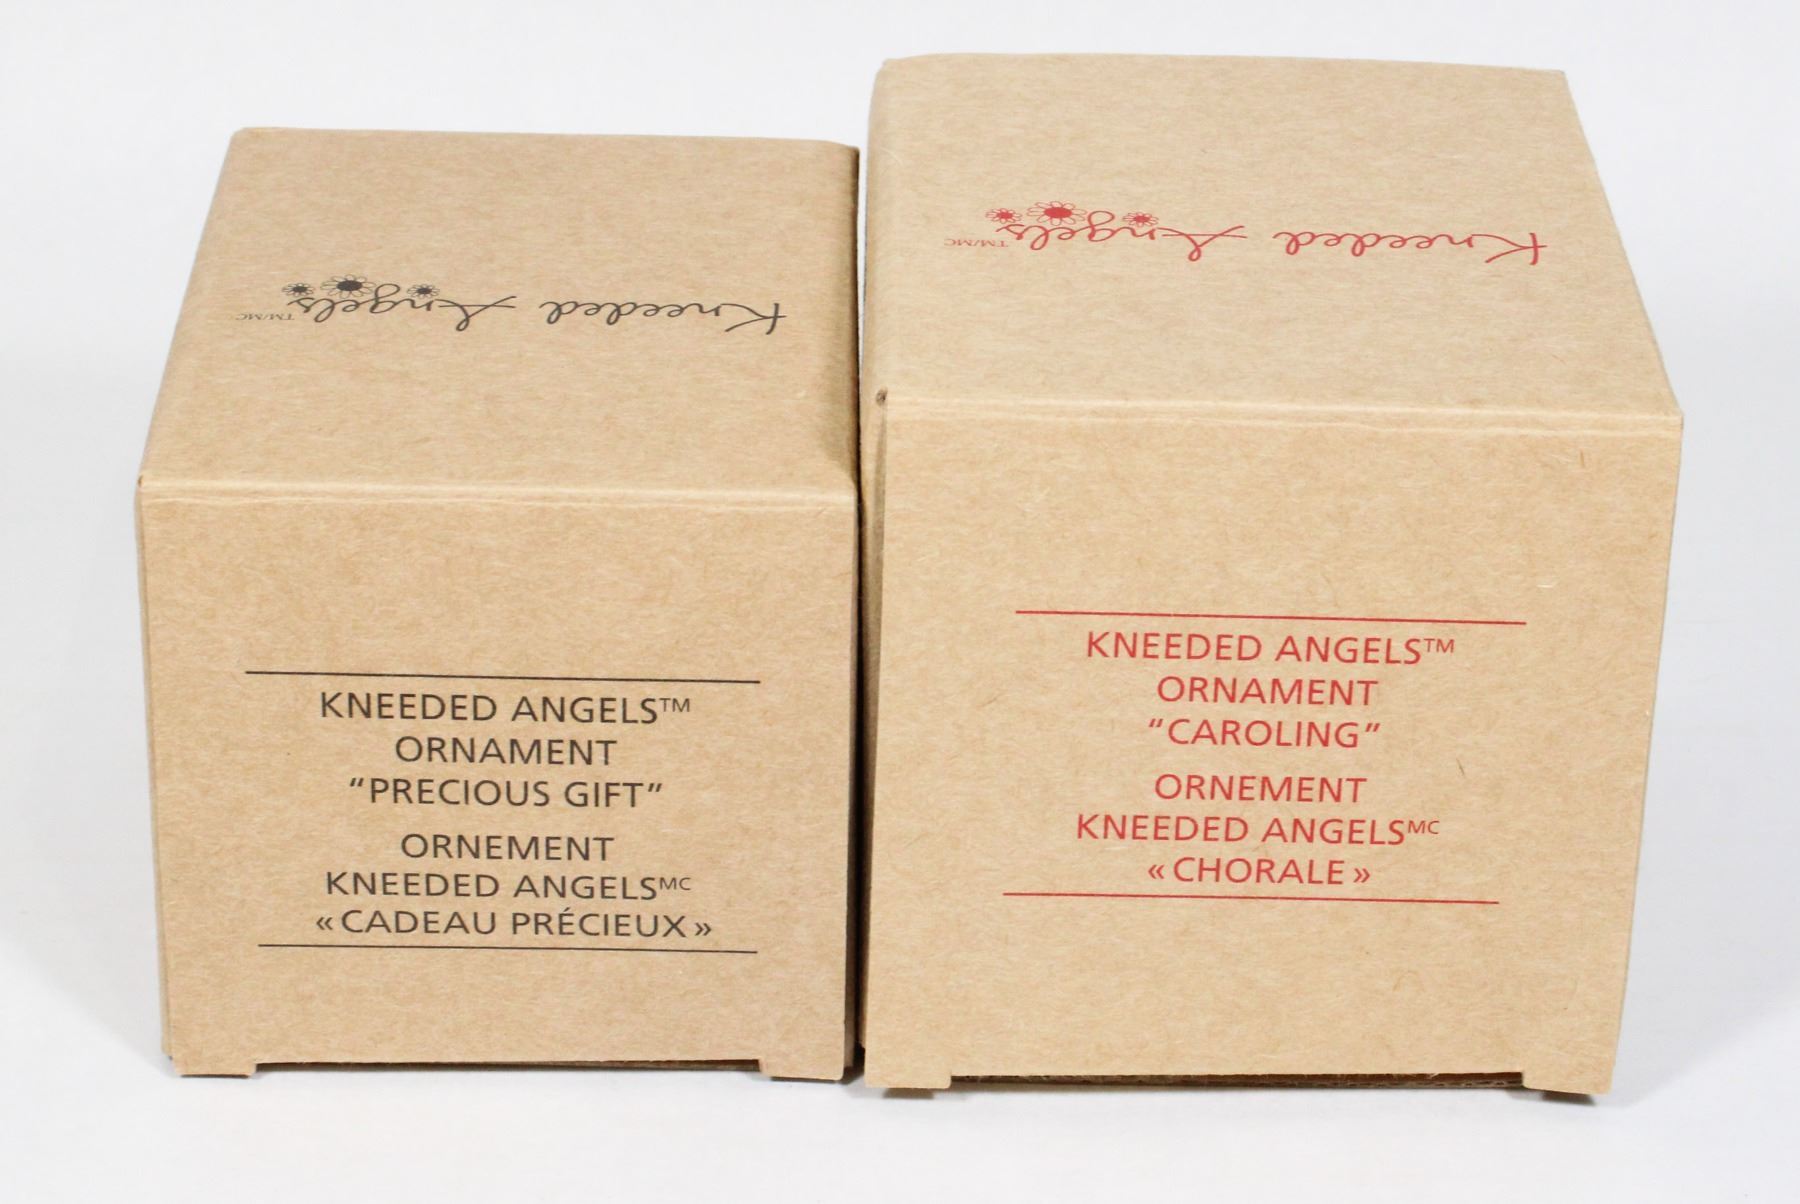 Kneeded Angels TM/MC
KNEEDED ANGELS™
ORNAMENT
“PRECIOUS GIFT”
ORNEMENT
KNEEDED ANGELSMC
« CADEAU PRÉCIEUX »
Kneeded Angels TM/MC
KNEEDED ANGELS™
ORNAMENT
“CAROLING”
ORNEMENT
KNEEDED ANGELSMC
« CHORALE »